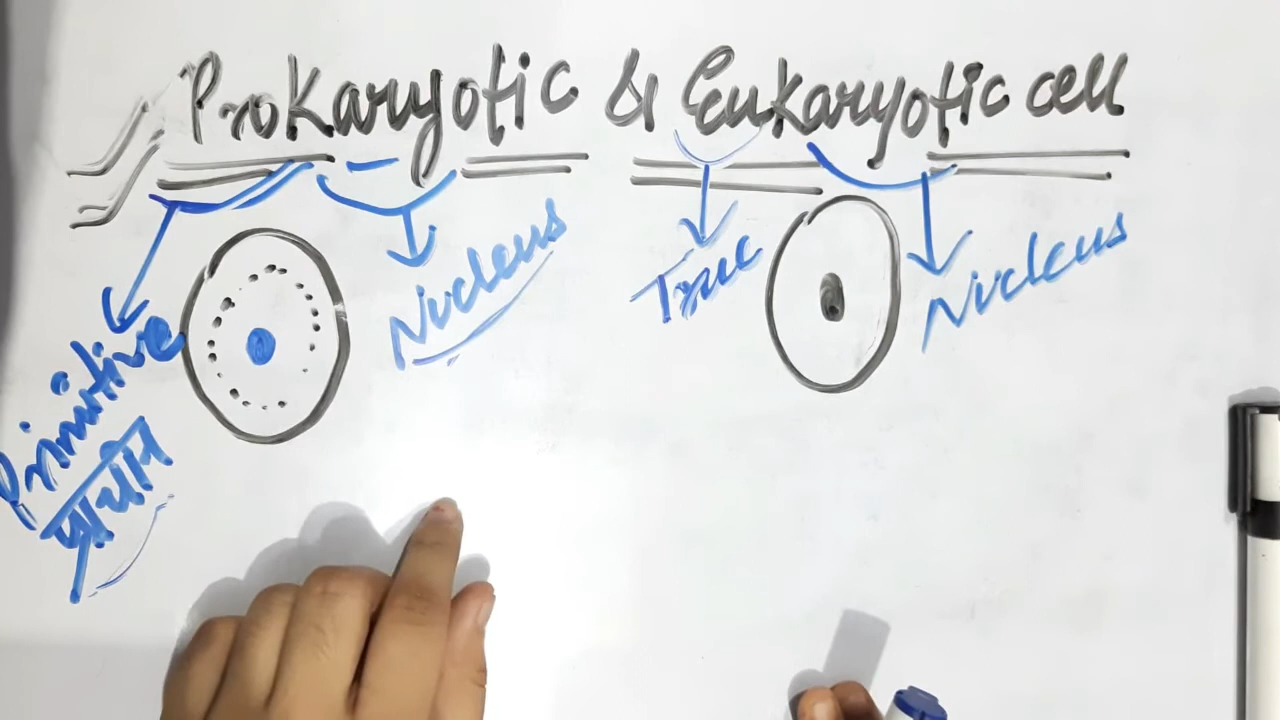 Prokaryotic & Eukaryotic cell
Primitive
प्राचीन
Nucleus
True
Nucleus